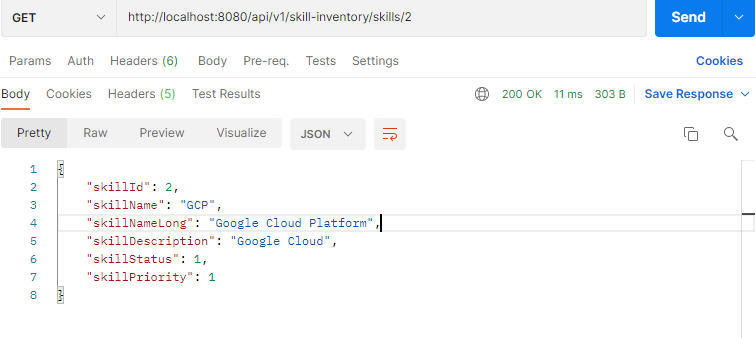 GET http://localhost:8080/api/v1/skill-inventory/skills/2 Send
Params Auth Headers (6) Body Pre-req. Tests Settings Cookies
Body Cookies Headers (5) Test Results 200 OK 11 ms 303 B Save Response
Pretty Raw Preview Visualize JSON
1 {
2 "skillId": 2,
3 "skillName": "GCP",
4 "skillNameLong": "Google Cloud Platform",
5 "skillDescription": "Google Cloud",
6 "skillStatus": 1,
7 "skillPriority": 1
8 }